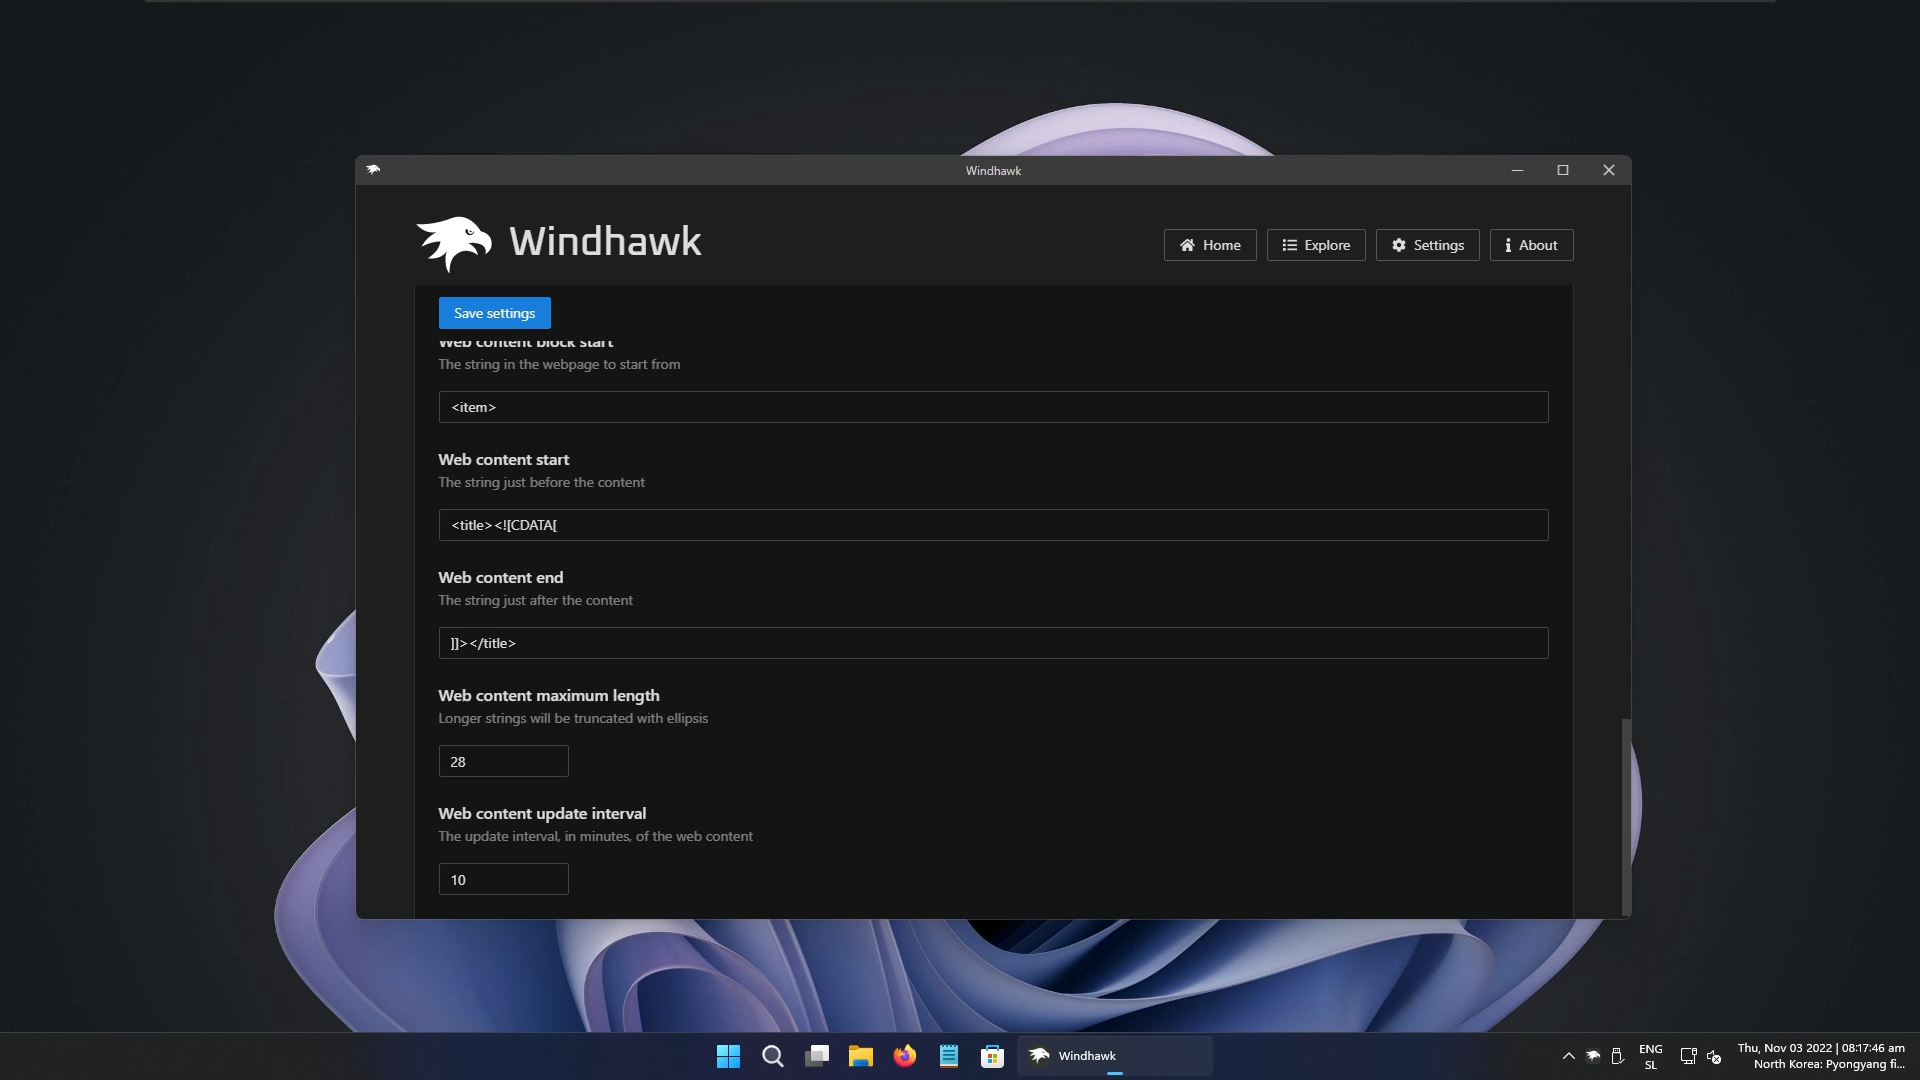 Windhawk
Windhawk
Home
Explore
Settings
About
Save settings
Web content block start
The string in the webpage to start from
<item>
Web content start
The string just before the content
<title><![CDATA[
Web content end
The string just after the content
]]></title>
Web content maximum length
Longer strings will be truncated with ellipsis
28
Web content update interval
The update interval, in minutes, of the web content
10
Windhawk
ENG
SL
Thu, Nov 03 2022 | 08:17:46 am
North Korea: Pyongyang fi...